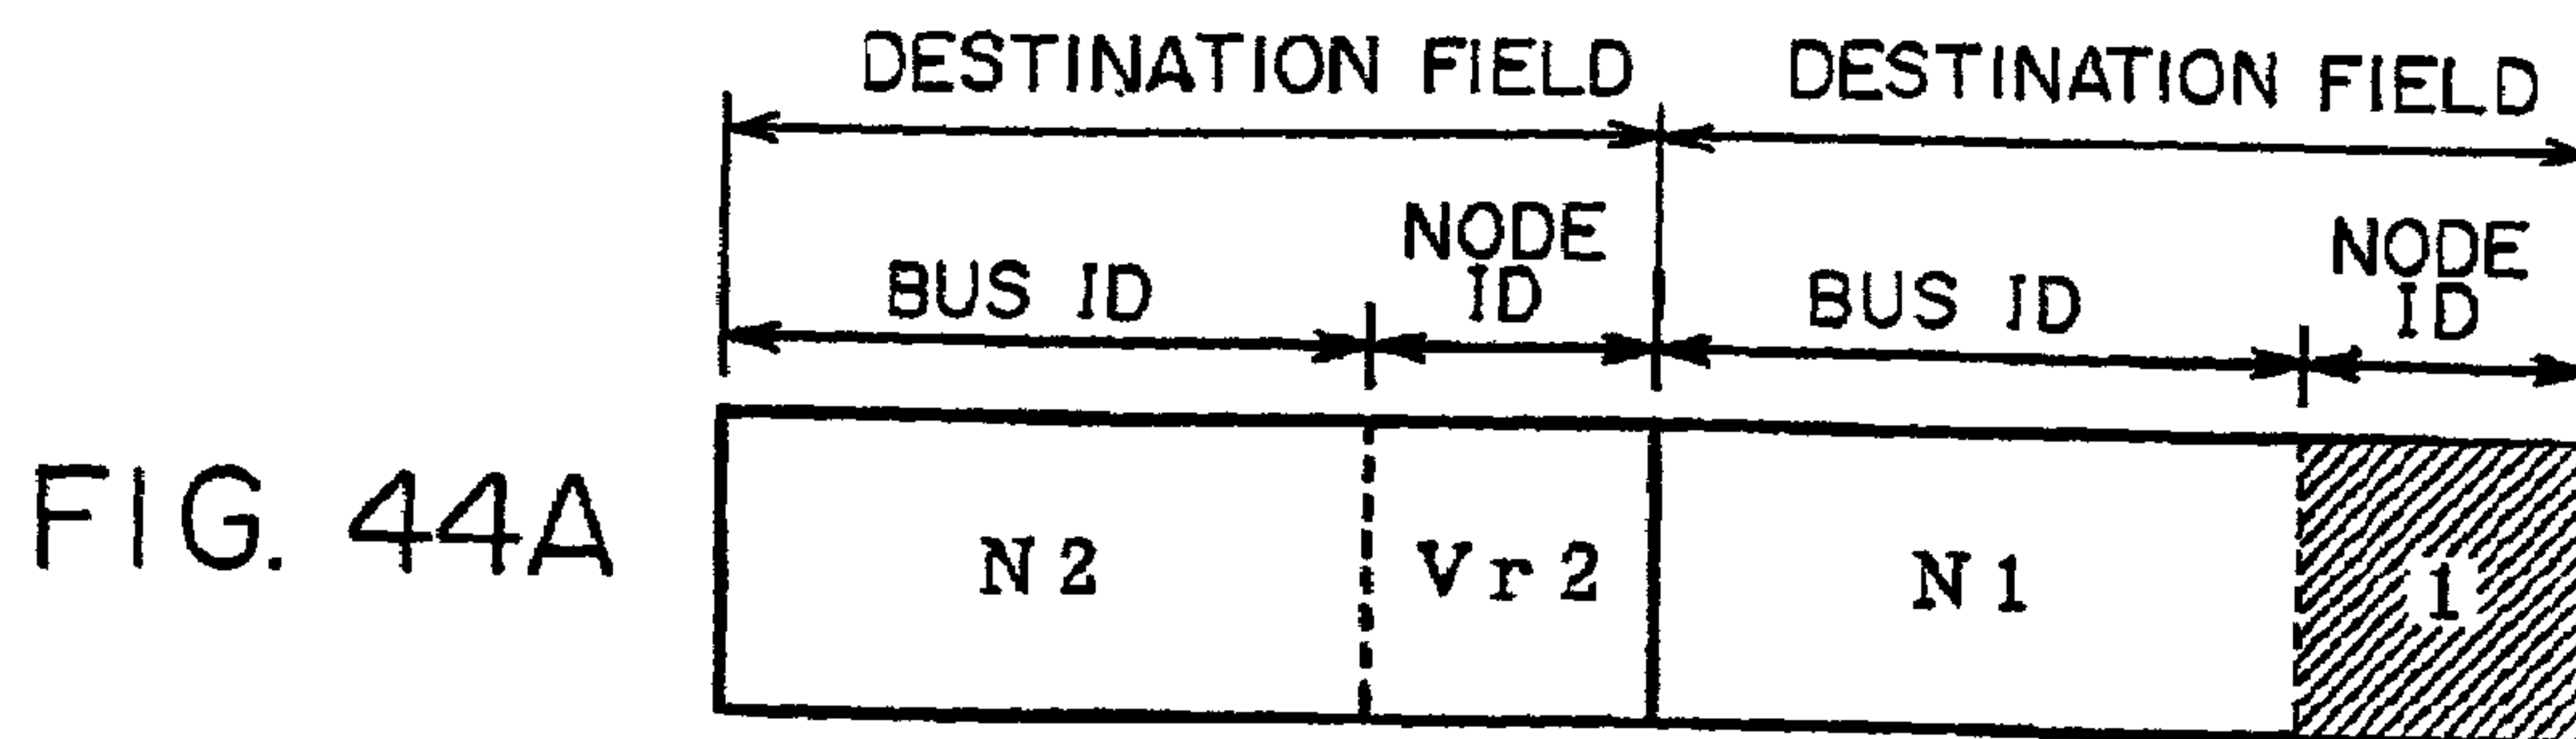 DESTINATION FIELD DESTINATION FIELD
BUS ID NODE ID BUS ID NODE ID
FIG. 44A N2 Vr2 N1 1